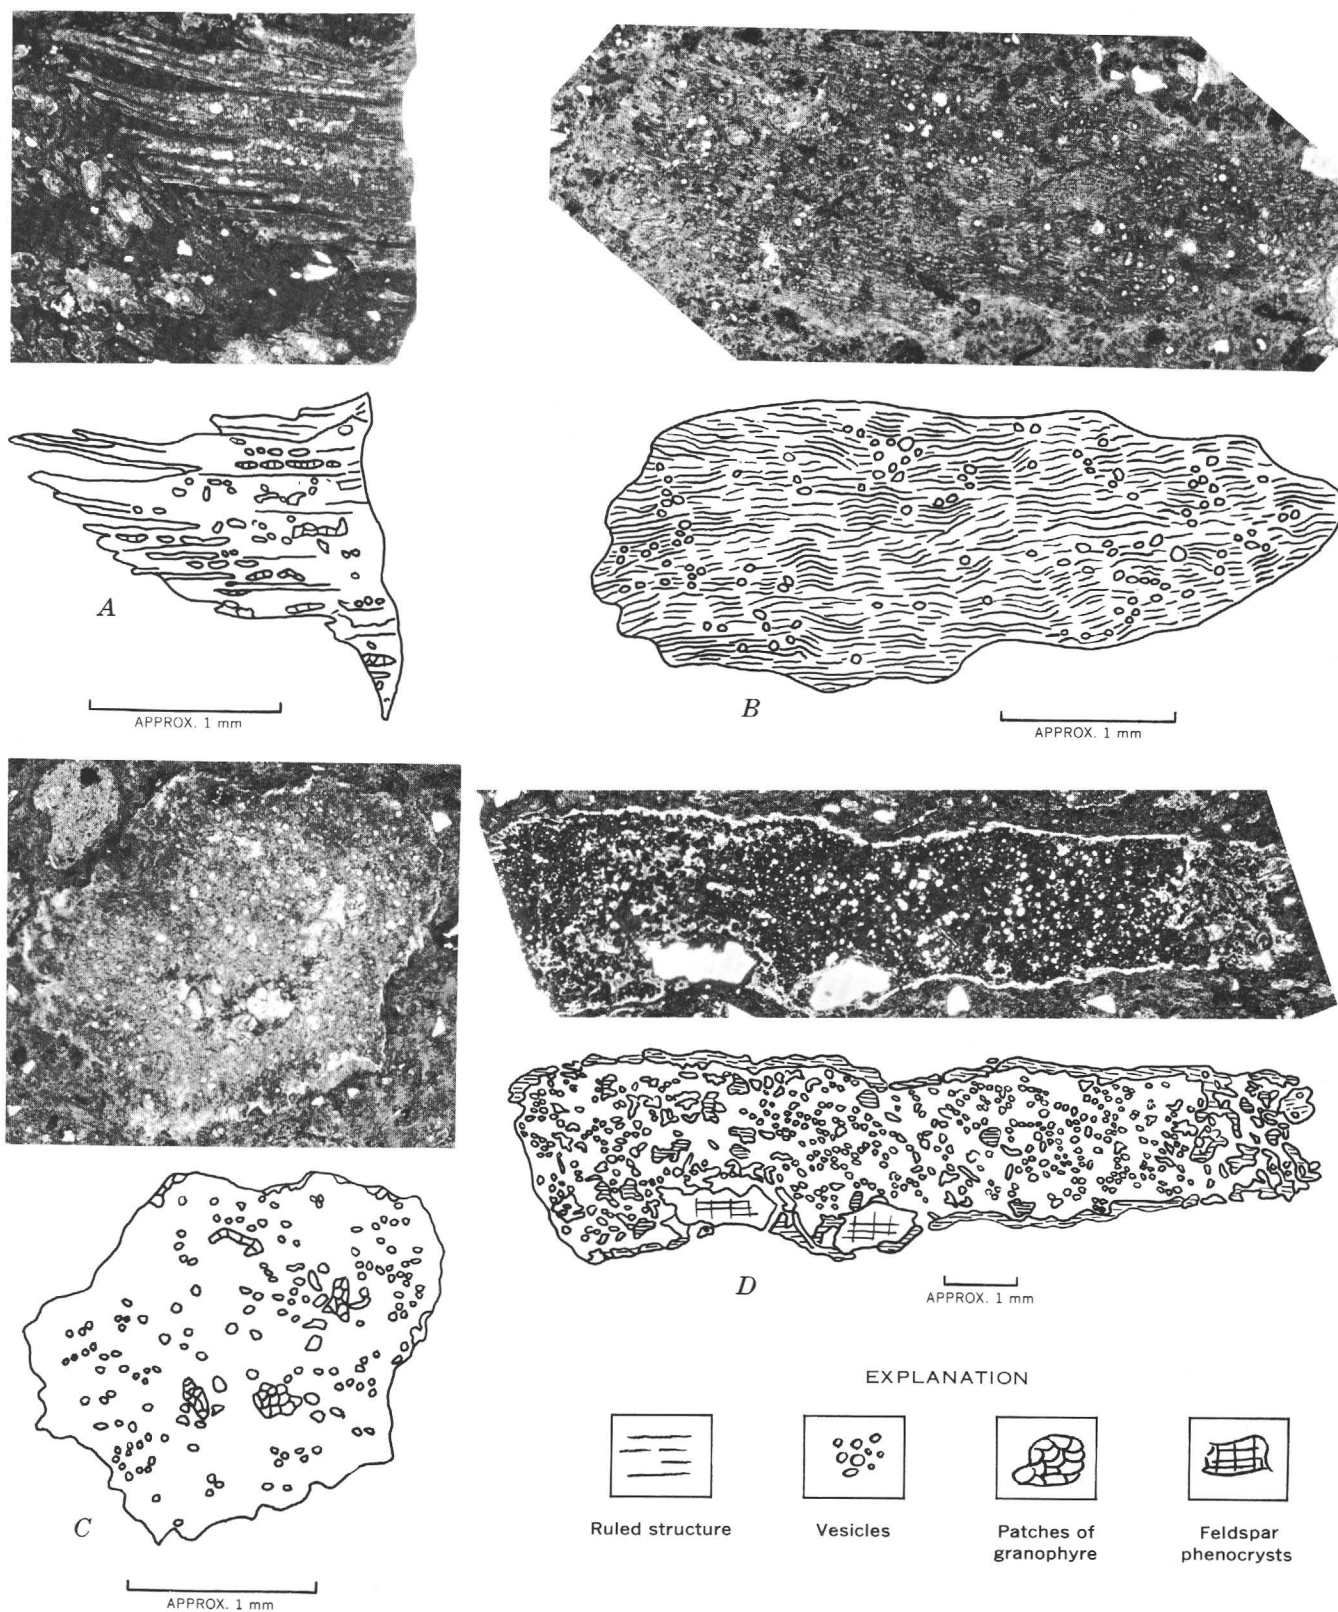 A
APPROX. 1 mm
B
APPROX. 1 mm
C
APPROX. 1 mm
D
APPROX. 1 mm
EXPLANATION
Ruled structure
Vesicles
Patches of
granophyre
Feldspar
phenocrysts